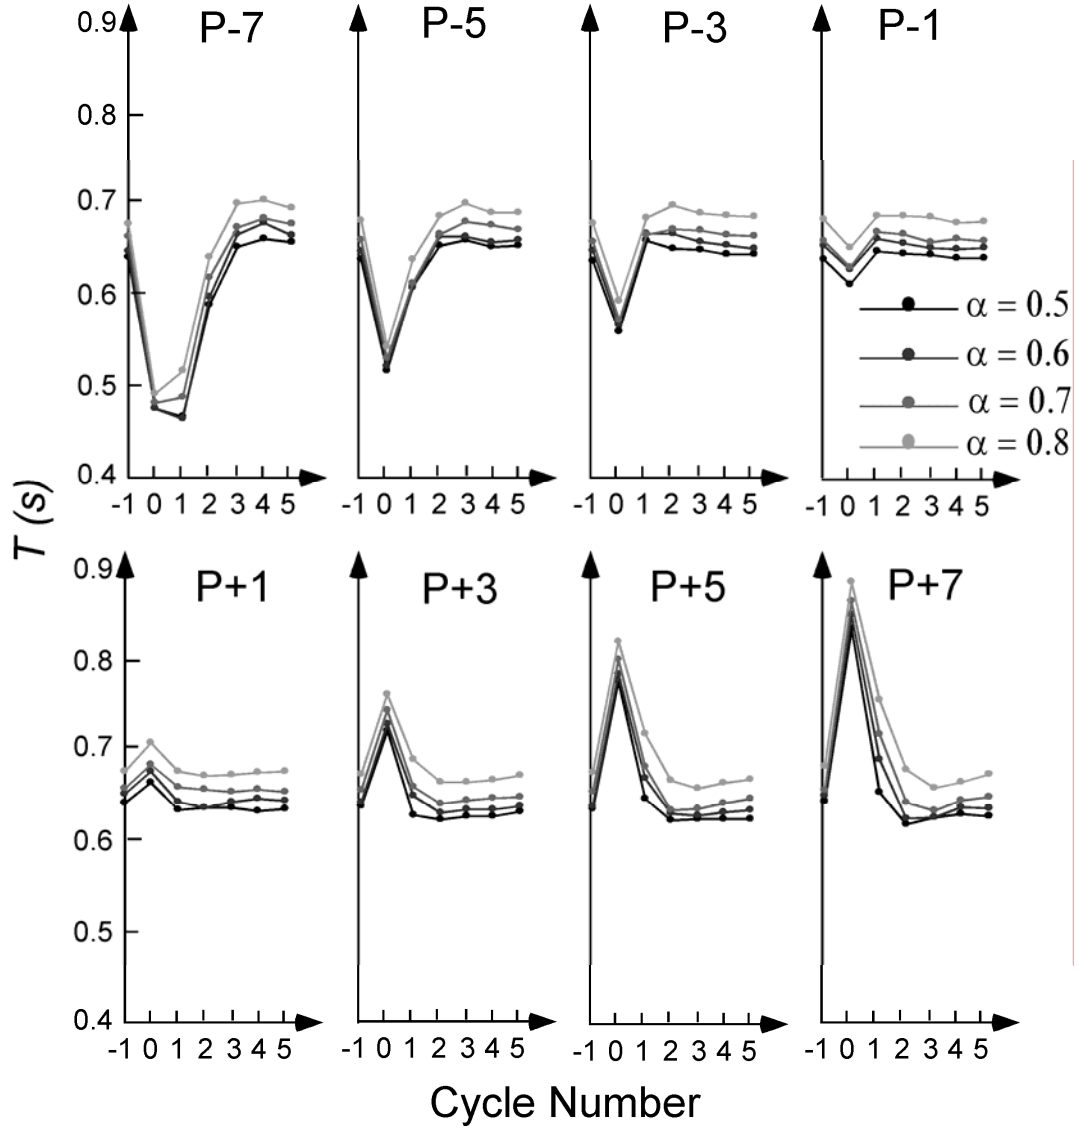 P-7 P-5 P-3 P-1
0.9
0.8
0.7
0.6
0.5
0.4
α = 0.5
α = 0.6
α = 0.7
α = 0.8
-1 0 1 2 3 4 5 -1 0 1 2 3 4 5 -1 0 1 2 3 4 5 -1 0 1 2 3 4 5
T (s)
P+1 P+3 P+5 P+7
0.9
0.8
0.7
0.6
0.5
0.4
-1 0 1 2 3 4 5 -1 0 1 2 3 4 5 -1 0 1 2 3 4 5 -1 0 1 2 3 4 5
Cycle Number